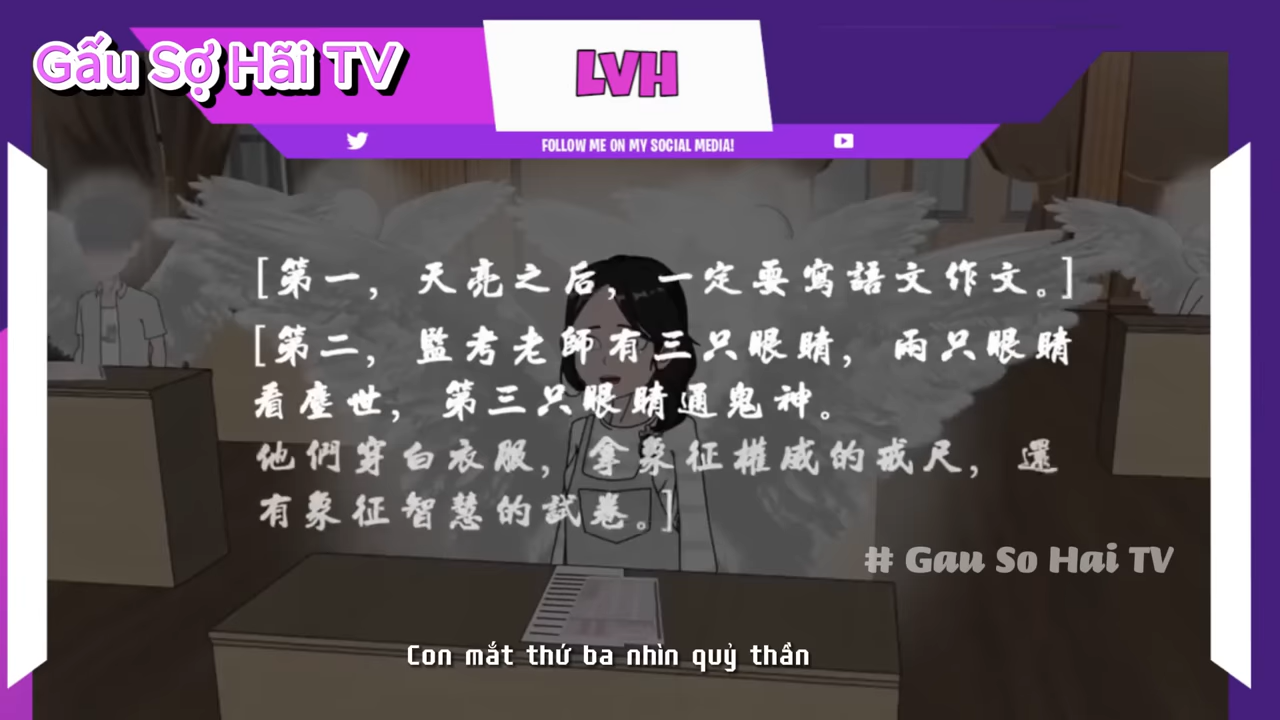 Gấu Sợ Hãi TV
LVH
FOLLOW ME ON MY SOCIAL MEDIA!
[第一，天亮之后，一定要寫語文作文。]
[第二，監考老師有三只眼睛，兩只眼睛
看塵世，第三只眼睛通鬼神。
他們穿白衣服，拿象征權威的戒尺，還
有象征智慧的試卷。]
# Gau So Hai TV
Con mắt thứ ba nhìn quỷ thần